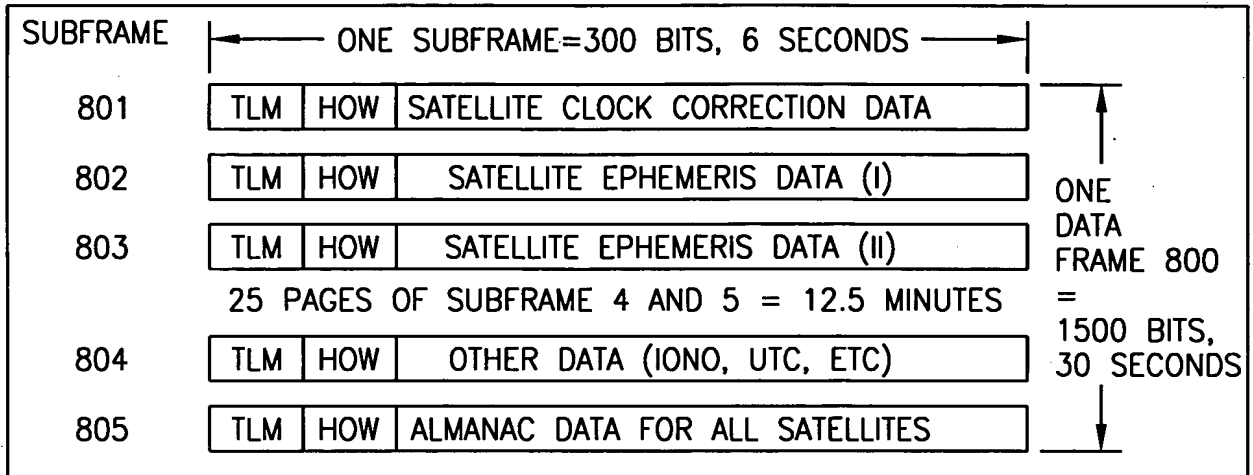 SUBFRAME
ONE SUBFRAME=300 BITS, 6 SECONDS
801 TLM HOW SATELLITE CLOCK CORRECTION DATA
802 TLM HOW SATELLITE EPHEMERIS DATA (I)
803 TLM HOW SATELLITE EPHEMERIS DATA (II)
25 PAGES OF SUBFRAME 4 AND 5 = 12.5 MINUTES
804 TLM HOW OTHER DATA (IONO, UTC, ETC)
805 TLM HOW ALMANAC DATA FOR ALL SATELLITES
ONE
DATA
FRAME 800
=
1500 BITS,
30 SECONDS